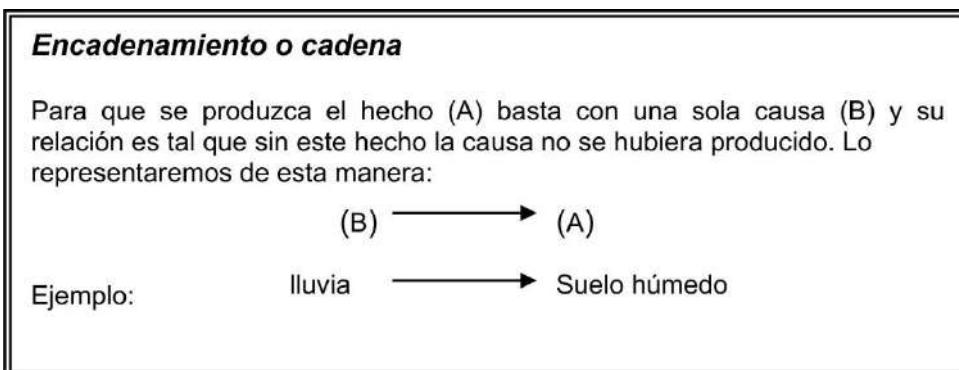 Encadenamiento o cadena
Para que se produzca el hecho (A) basta con una sola causa (B) y su
relación es tal que sin este hecho la causa no se hubiera producido. Lo
representaremos de esta manera:
(B) (A)
Ejemplo: lluvia Suelo húmedo